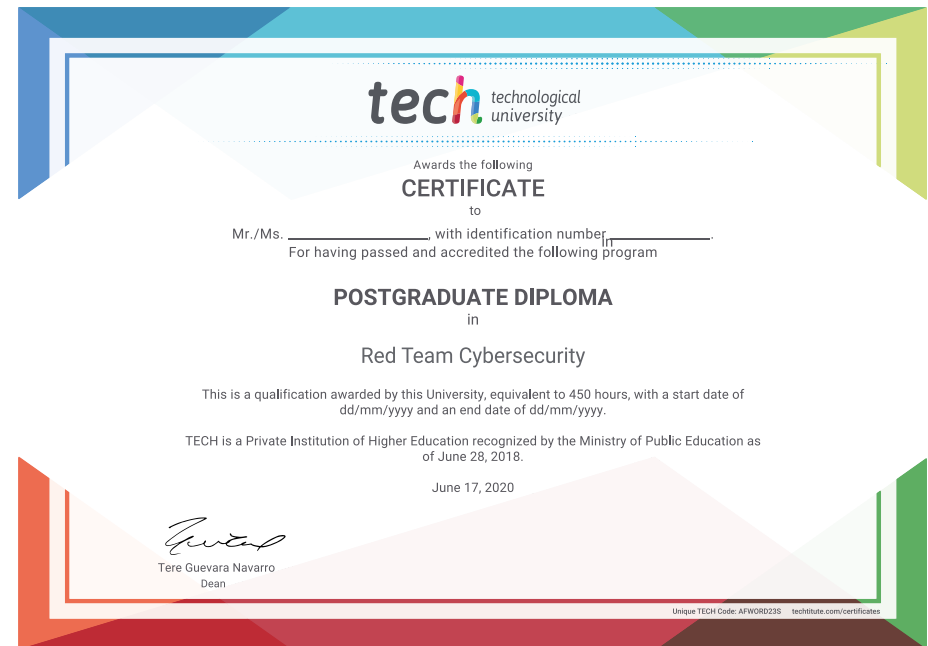 tech technological
university
Awards the following
CERTIFICATE
to
Mr./Ms. ____________________, with identification number ______________.
in
For having passed and accredited the following program
POSTGRADUATE DIPLOMA
in
Red Team Cybersecurity
This is a qualification awarded by this University, equivalent to 450 hours, with a start date of
dd/mm/yyyy and an end date of dd/mm/yyyy.
TECH is a Private Institution of Higher Education recognized by the Ministry of Public Education as
of June 28, 2018.
June 17, 2020
Tere Guevara Navarro
Dean
Unique TECH Code: AFWORD23S techtitute.com/certificates